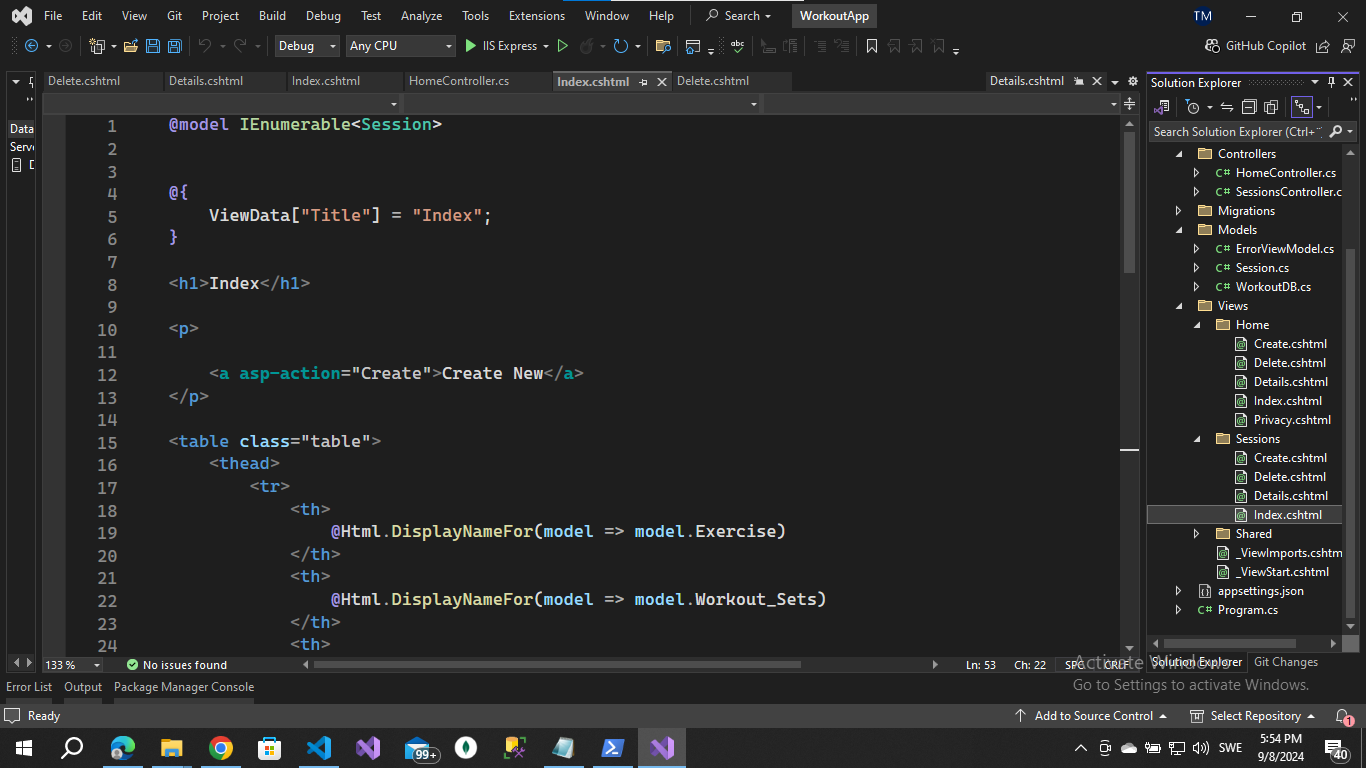 File Edit View Git Project Build Debug Test Analyze Tools Extensions Window Help Search WorkoutApp TM
Debug Any CPU IIS Express GitHub Copilot
Delete.cshtml Details.cshtml Index.cshtml HomeController.cs Index.cshtml Delete.cshtml Details.cshtml
1 @model IEnumerable<Session>
2
3
4 @{
5 ViewData["Title"] = "Index";
6 }
7
8 <h1>Index</h1>
9
10 <p>
11
12 <a asp-action="Create">Create New</a>
13 </p>
14
15 <table class="table">
16 <thead>
17 <tr>
18 <th>
19 @Html.DisplayNameFor(model => model.Exercise)
20 </th>
21 <th>
22 @Html.DisplayNameFor(model => model.Workout_Sets)
23 </th>
24 <th>
Data
Serv
D
133 % No issues found Ln: 53 Ch: 22 SPC CRLF
Solution Explorer
Search Solution Explorer (Ctrl+¨
Controllers
C# HomeController.cs
C# SessionsController.c
Migrations
Models
C# ErrorViewModel.cs
C# Session.cs
C# WorkoutDB.cs
Views
Home
Create.cshtml
Delete.cshtml
Details.cshtml
Index.cshtml
Privacy.cshtml
Sessions
Create.cshtml
Delete.cshtml
Details.cshtml
Index.cshtml
Shared
_ViewImports.cshtm
_ViewStart.cshtml
appsettings.json
C# Program.cs
Solution Explorer Git Changes
Activate Windows
Go to Settings to activate Windows.
Error List Output Package Manager Console
Ready Add to Source Control Select Repository 1
99+ SWE 5:54 PM
9/8/2024 40